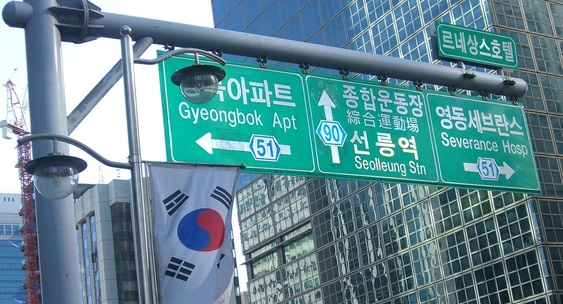 르네상스호텔
아파트
Gyeongbok Apt
51
종합운동장
綜合運動場
90
선릉역
Seolleung Stn
영동세브란스
Severance Hosp
51